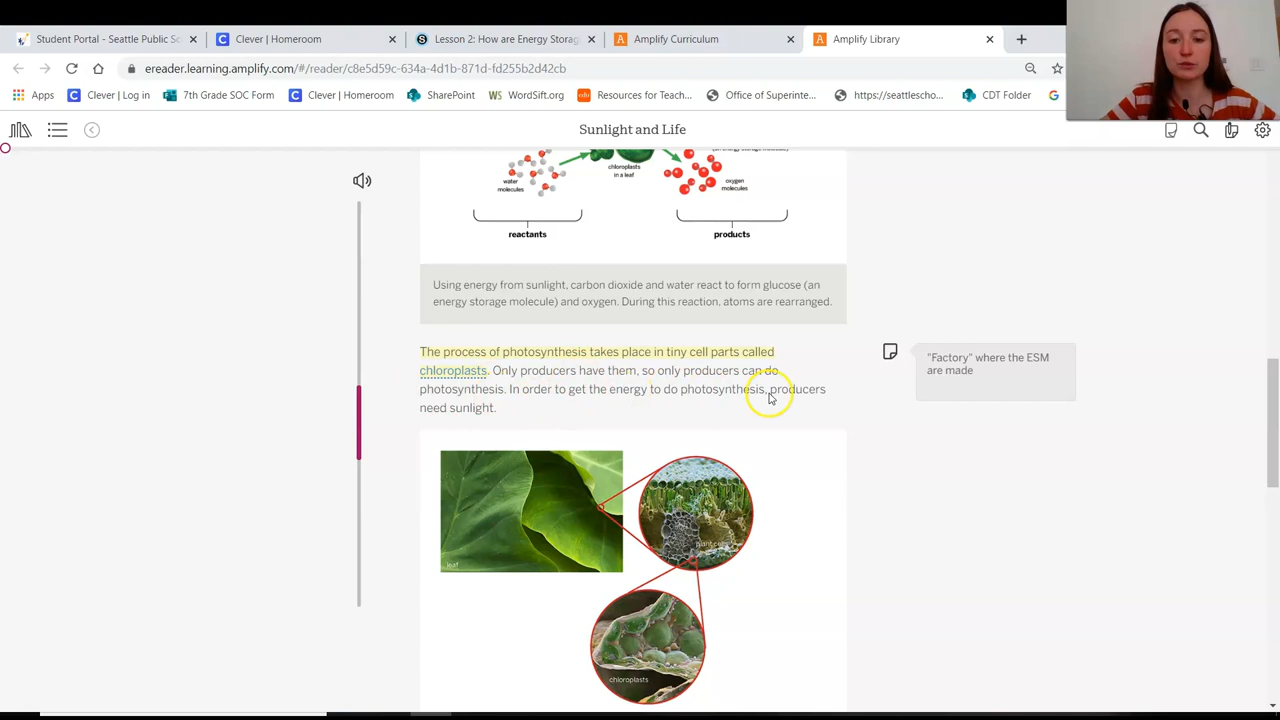 Student Portal - Seattle Public Sc
Clever | Homeroom
Lesson 2: How are Energy Storag
Amplify Curriculum
Amplify Library
ereader.learning.amplify.com/#/reader/c8e5d59c-634a-4d1b-
255b2d42cb
Apps
Clever | Log in
7th Grade SOC Form
Clever | Homeroom
SharePoint
WordSift.org
Resources for Teac...
Office of Superinte...
https://seattlescho...
CDT Folder
Sunlight and Life
water
molecules
chloroplasts
in a leaf
oxygen
molecules
reactants
products
Using energy from sunlight, carbon dioxide and water react to form glucose (an
energy storage molecule) and oxygen. During this reaction, atoms are rearranged.
The process of photosynthesis takes place in tiny cell parts called
chloroplasts. Only producers have them, so only producers can do
photosynthesis. In order to get the energy to do photosynthesis, producers
need sunlight.
"Factory" where the ESM
are made
leaf
plant cells
chloroplasts